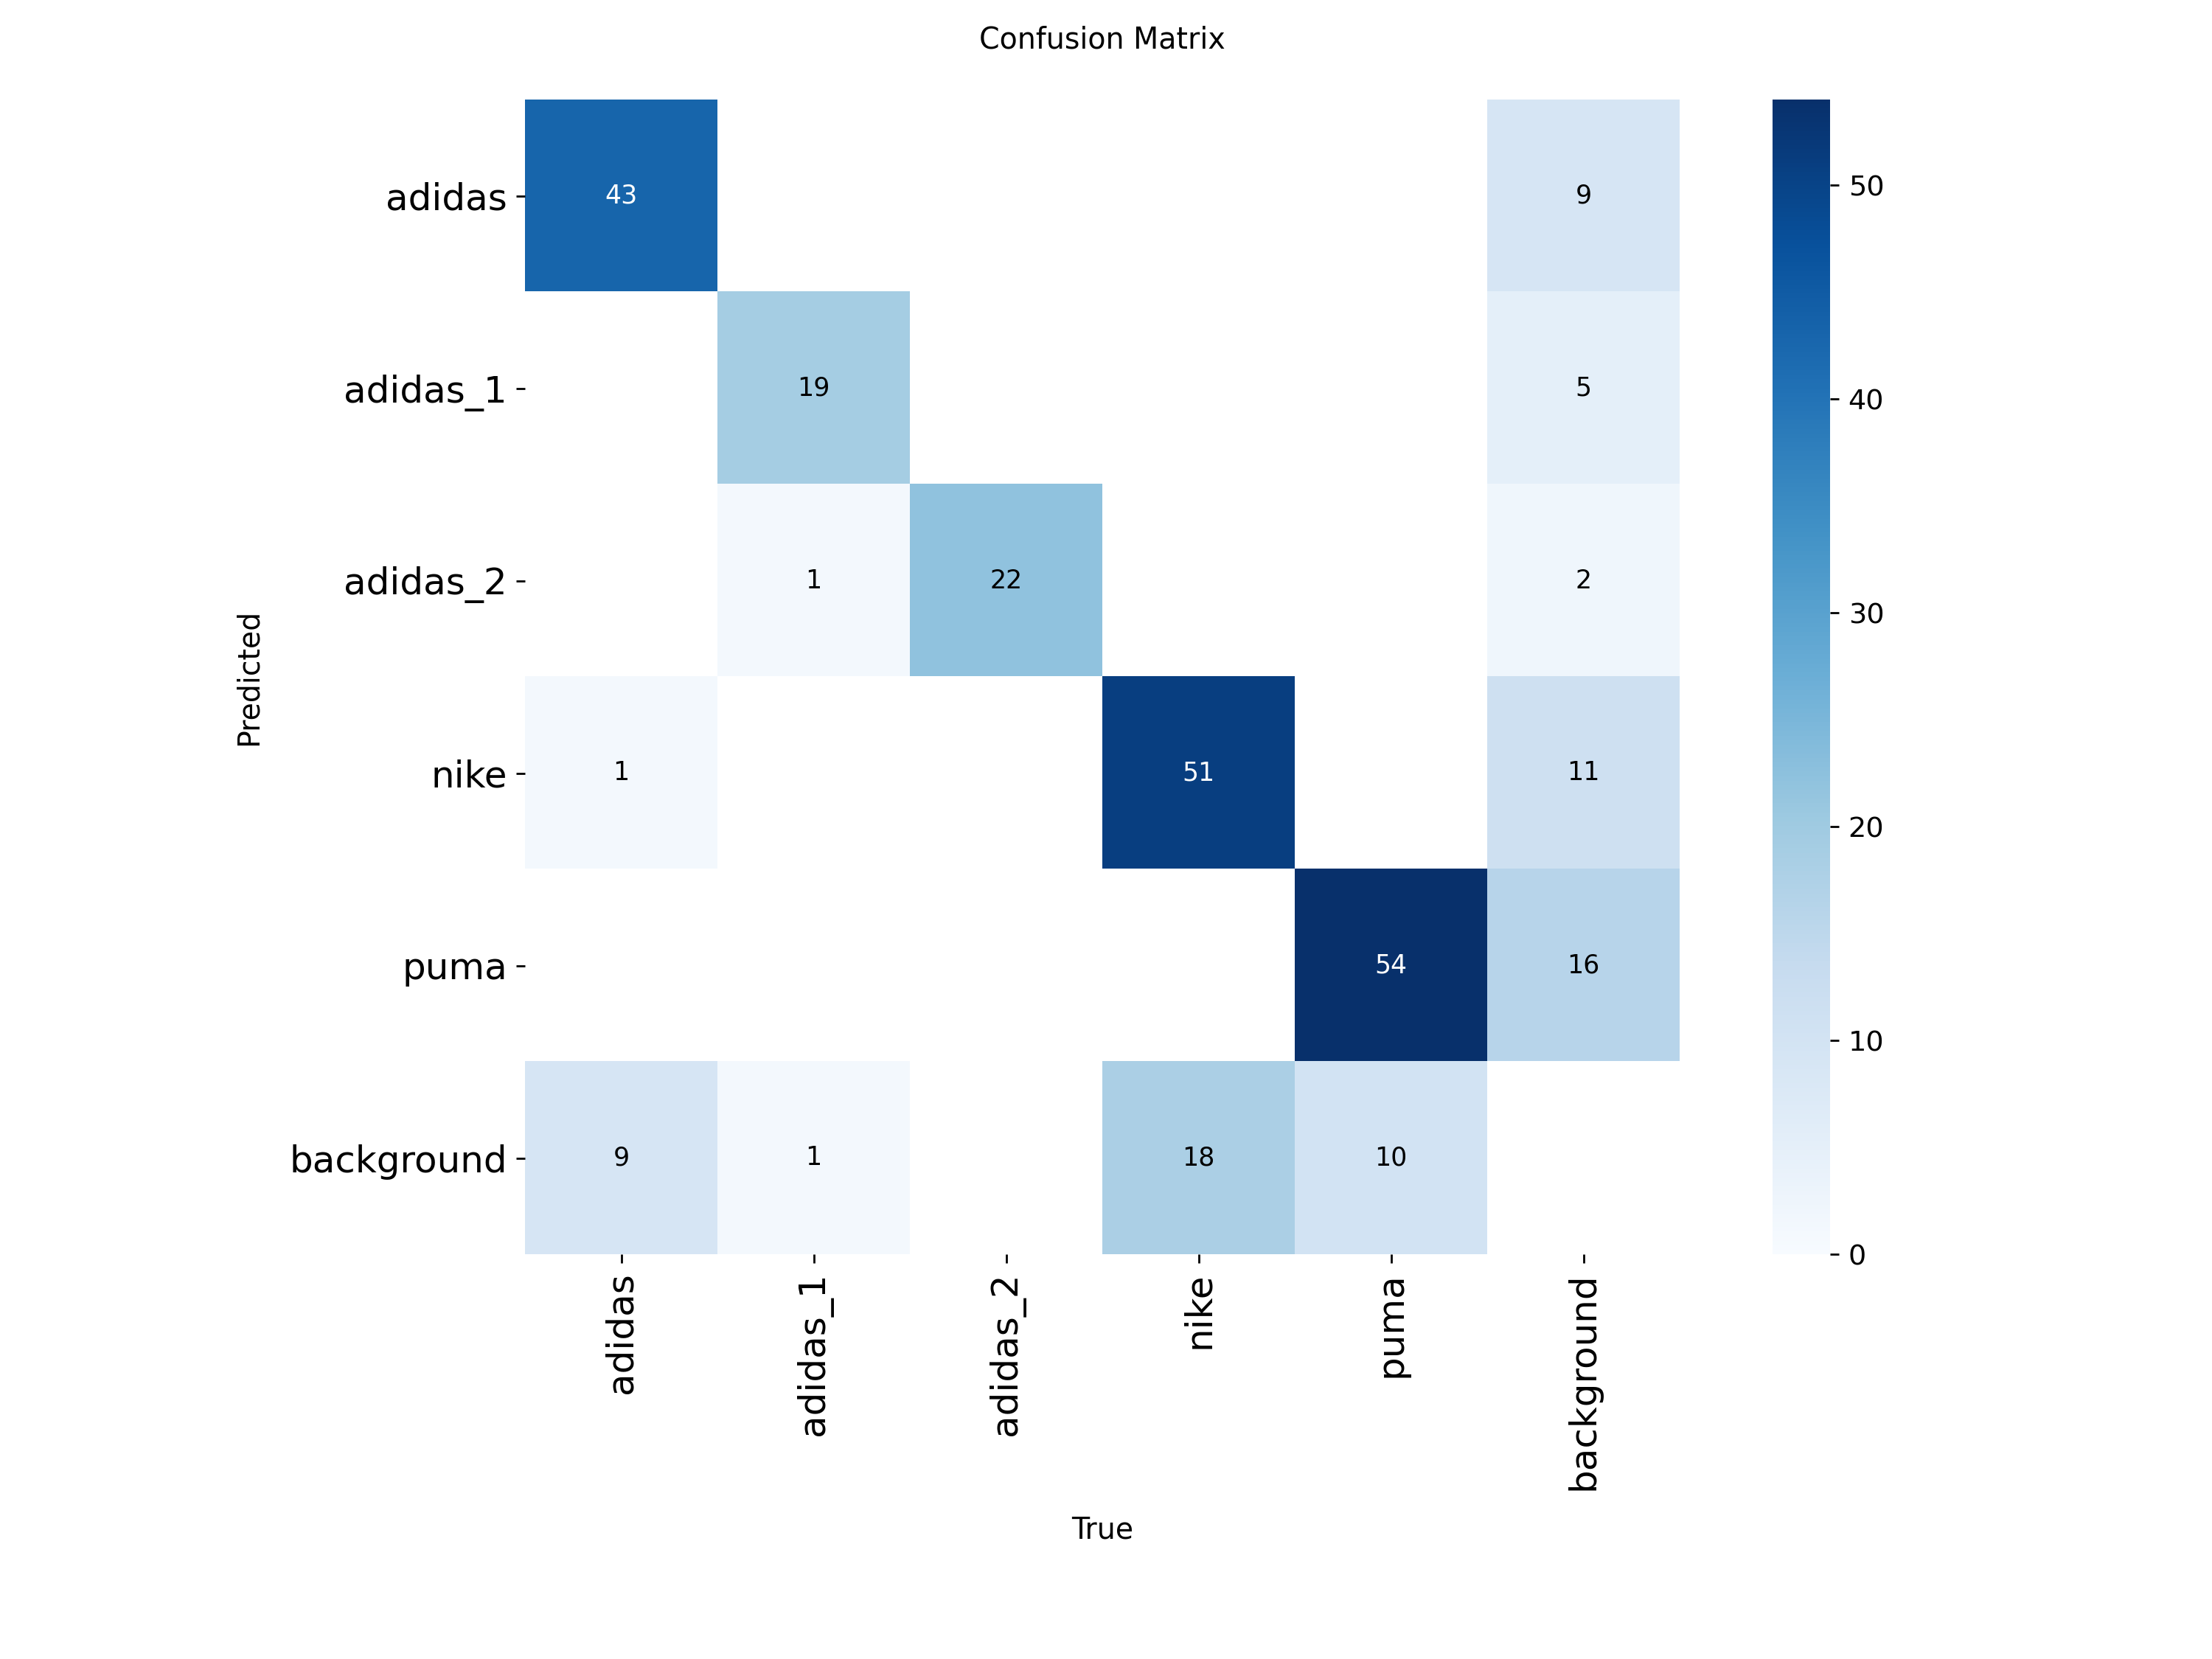 Confusion Matrix
adidas 43 9 50
adidas_1 19 5 40
adidas_2 1 22 2 30
nike 1 51 11 20
puma 54 16 10
background 9 1 18 10 0
adidas adidas_1 adidas_2 nike puma background
Predicted
True